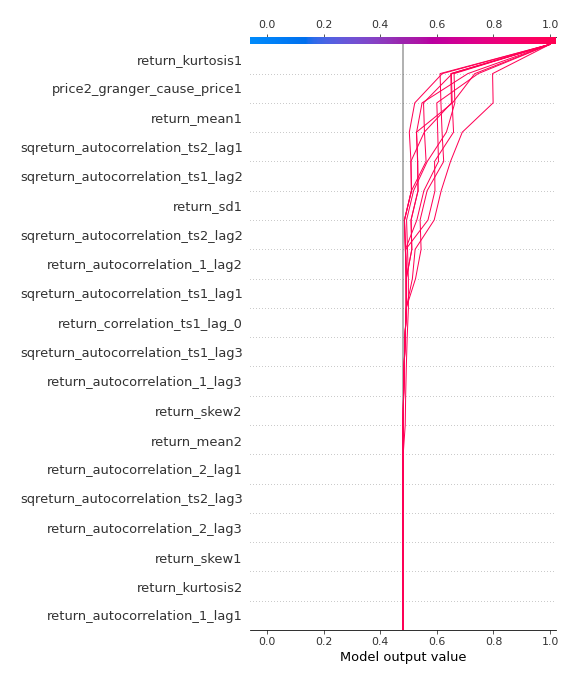 0.0 0.2 0.4 0.6 0.8 1.0
return_kurtosis1
price2_granger_cause_price1
return_mean1
sqreturn_autocorrelation_ts2_lag1
sqreturn_autocorrelation_ts1_lag2
return_sd1
sqreturn_autocorrelation_ts2_lag2
return_autocorrelation_1_lag2
sqreturn_autocorrelation_ts1_lag1
return_correlation_ts1_lag_0
sqreturn_autocorrelation_ts1_lag3
return_autocorrelation_1_lag3
return_skew2
return_mean2
return_autocorrelation_2_lag1
sqreturn_autocorrelation_ts2_lag3
return_autocorrelation_2_lag3
return_skew1
return_kurtosis2
return_autocorrelation_1_lag1
0.0 0.2 0.4 0.6 0.8 1.0
Model output value